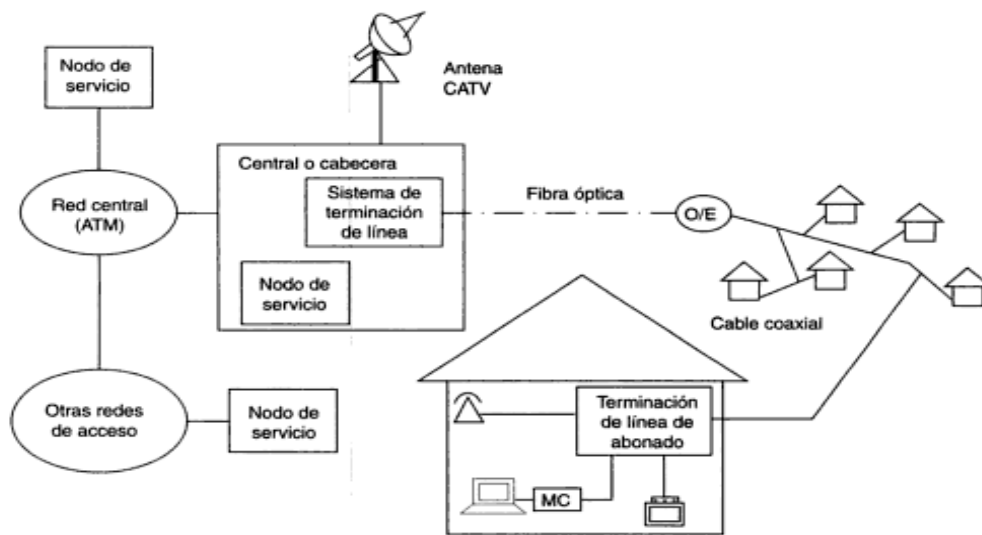 Nodo de
servicio
Antena
CATV
Central o cabecera
Sistema de
terminación
de línea
Fibra óptica
O/E
Red central
(ATM)
Nodo de
servicio
Cable coaxial
Otras redes
de acceso
Nodo de
servicio
Terminación
de línea de
abonado
MC